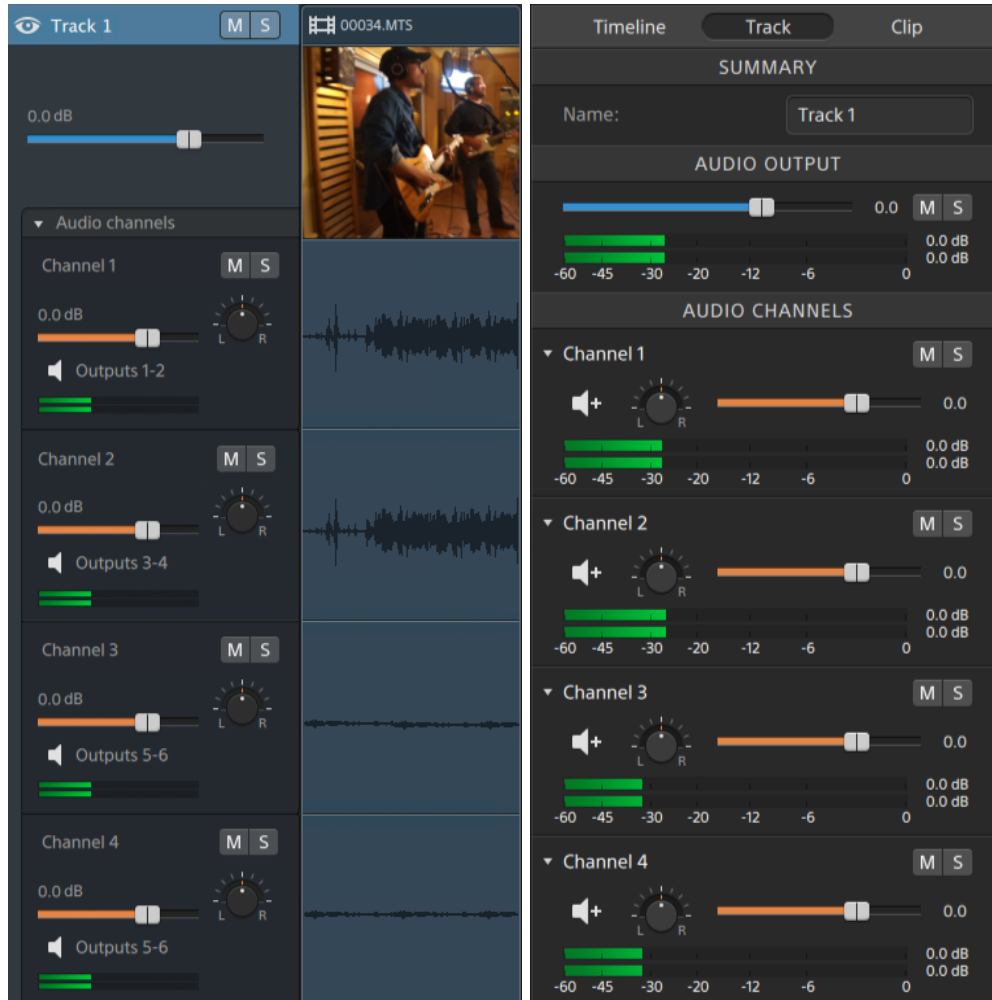 Track 1 M S 00034.MTS
0.0 dB
Audio channels
Channel 1 M S
0.0 dB
L R
Outputs 1-2
Channel 2 M S
0.0 dB
L R
Outputs 3-4
Channel 3 M S
0.0 dB
L R
Outputs 5-6
Channel 4 M S
0.0 dB
L R
Outputs 5-6
Timeline Track Clip
SUMMARY
Name: Track 1
AUDIO OUTPUT
0.0 M S
0.0 dB
0.0 dB
-60 -45 -30 -20 -12 -6 0
AUDIO CHANNELS
Channel 1 M S
+ 0.0
L R
0.0 dB
0.0 dB
-60 -45 -30 -20 -12 -6 0
Channel 2 M S
+ 0.0
L R
0.0 dB
0.0 dB
-60 -45 -30 -20 -12 -6 0
Channel 3 M S
+ 0.0
L R
0.0 dB
0.0 dB
-60 -45 -30 -20 -12 -6 0
Channel 4 M S
+ 0.0
L R
0.0 dB
0.0 dB
-60 -45 -30 -20 -12 -6 0